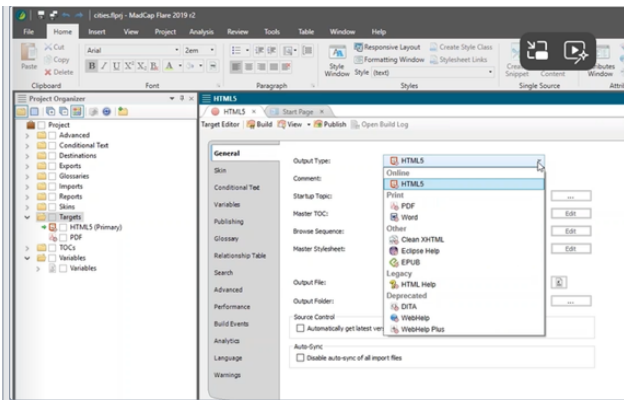 cities.flprj - MadCap Flare 2019 r2
File Home Insert View Project Analysis Review Tools Table Window Help
Paste
Cut
Copy
Delete
Clipboard
Arial 2em
B I U X² X₂ B A
Font
Paragraph
Style Window
Responsive Layout
Create Style Class
Formatting Window
Stylesheet Links
Style (text)
Styles
Snippet Content
Single Source
Window
Project Organizer
Project
Advanced
Conditional Text
Destinations
Exports
Glossaries
Imports
Reports
Skins
Targets
HTML5 (Primary)
PDF
TOCs
Variables
Variables
HTML5
HTML5 × Start Page ×
Target Editor Build View Publish Open Build Log
General
Skin
Conditional Text
Variables
Publishing
Glossary
Relationship Table
Search
Advanced
Performance
Build Events
Analytics
Language
Warnings
Output Type: HTML5
Comment:
Startup Topic: ...
Master TOC: Edit
Browse Sequence: Edit
Master Stylesheet: Edit
Output File:
Output Folder: ...
Source Control
Automatically get latest ver
Auto-Sync
Disable auto-sync of all import files
Online
HTML5
Print
PDF
Word
Other
Clean XHTML
Eclipse Help
EPUB
Legacy
HTML Help
Deprecated
DITA
WebHelp
WebHelp Plus